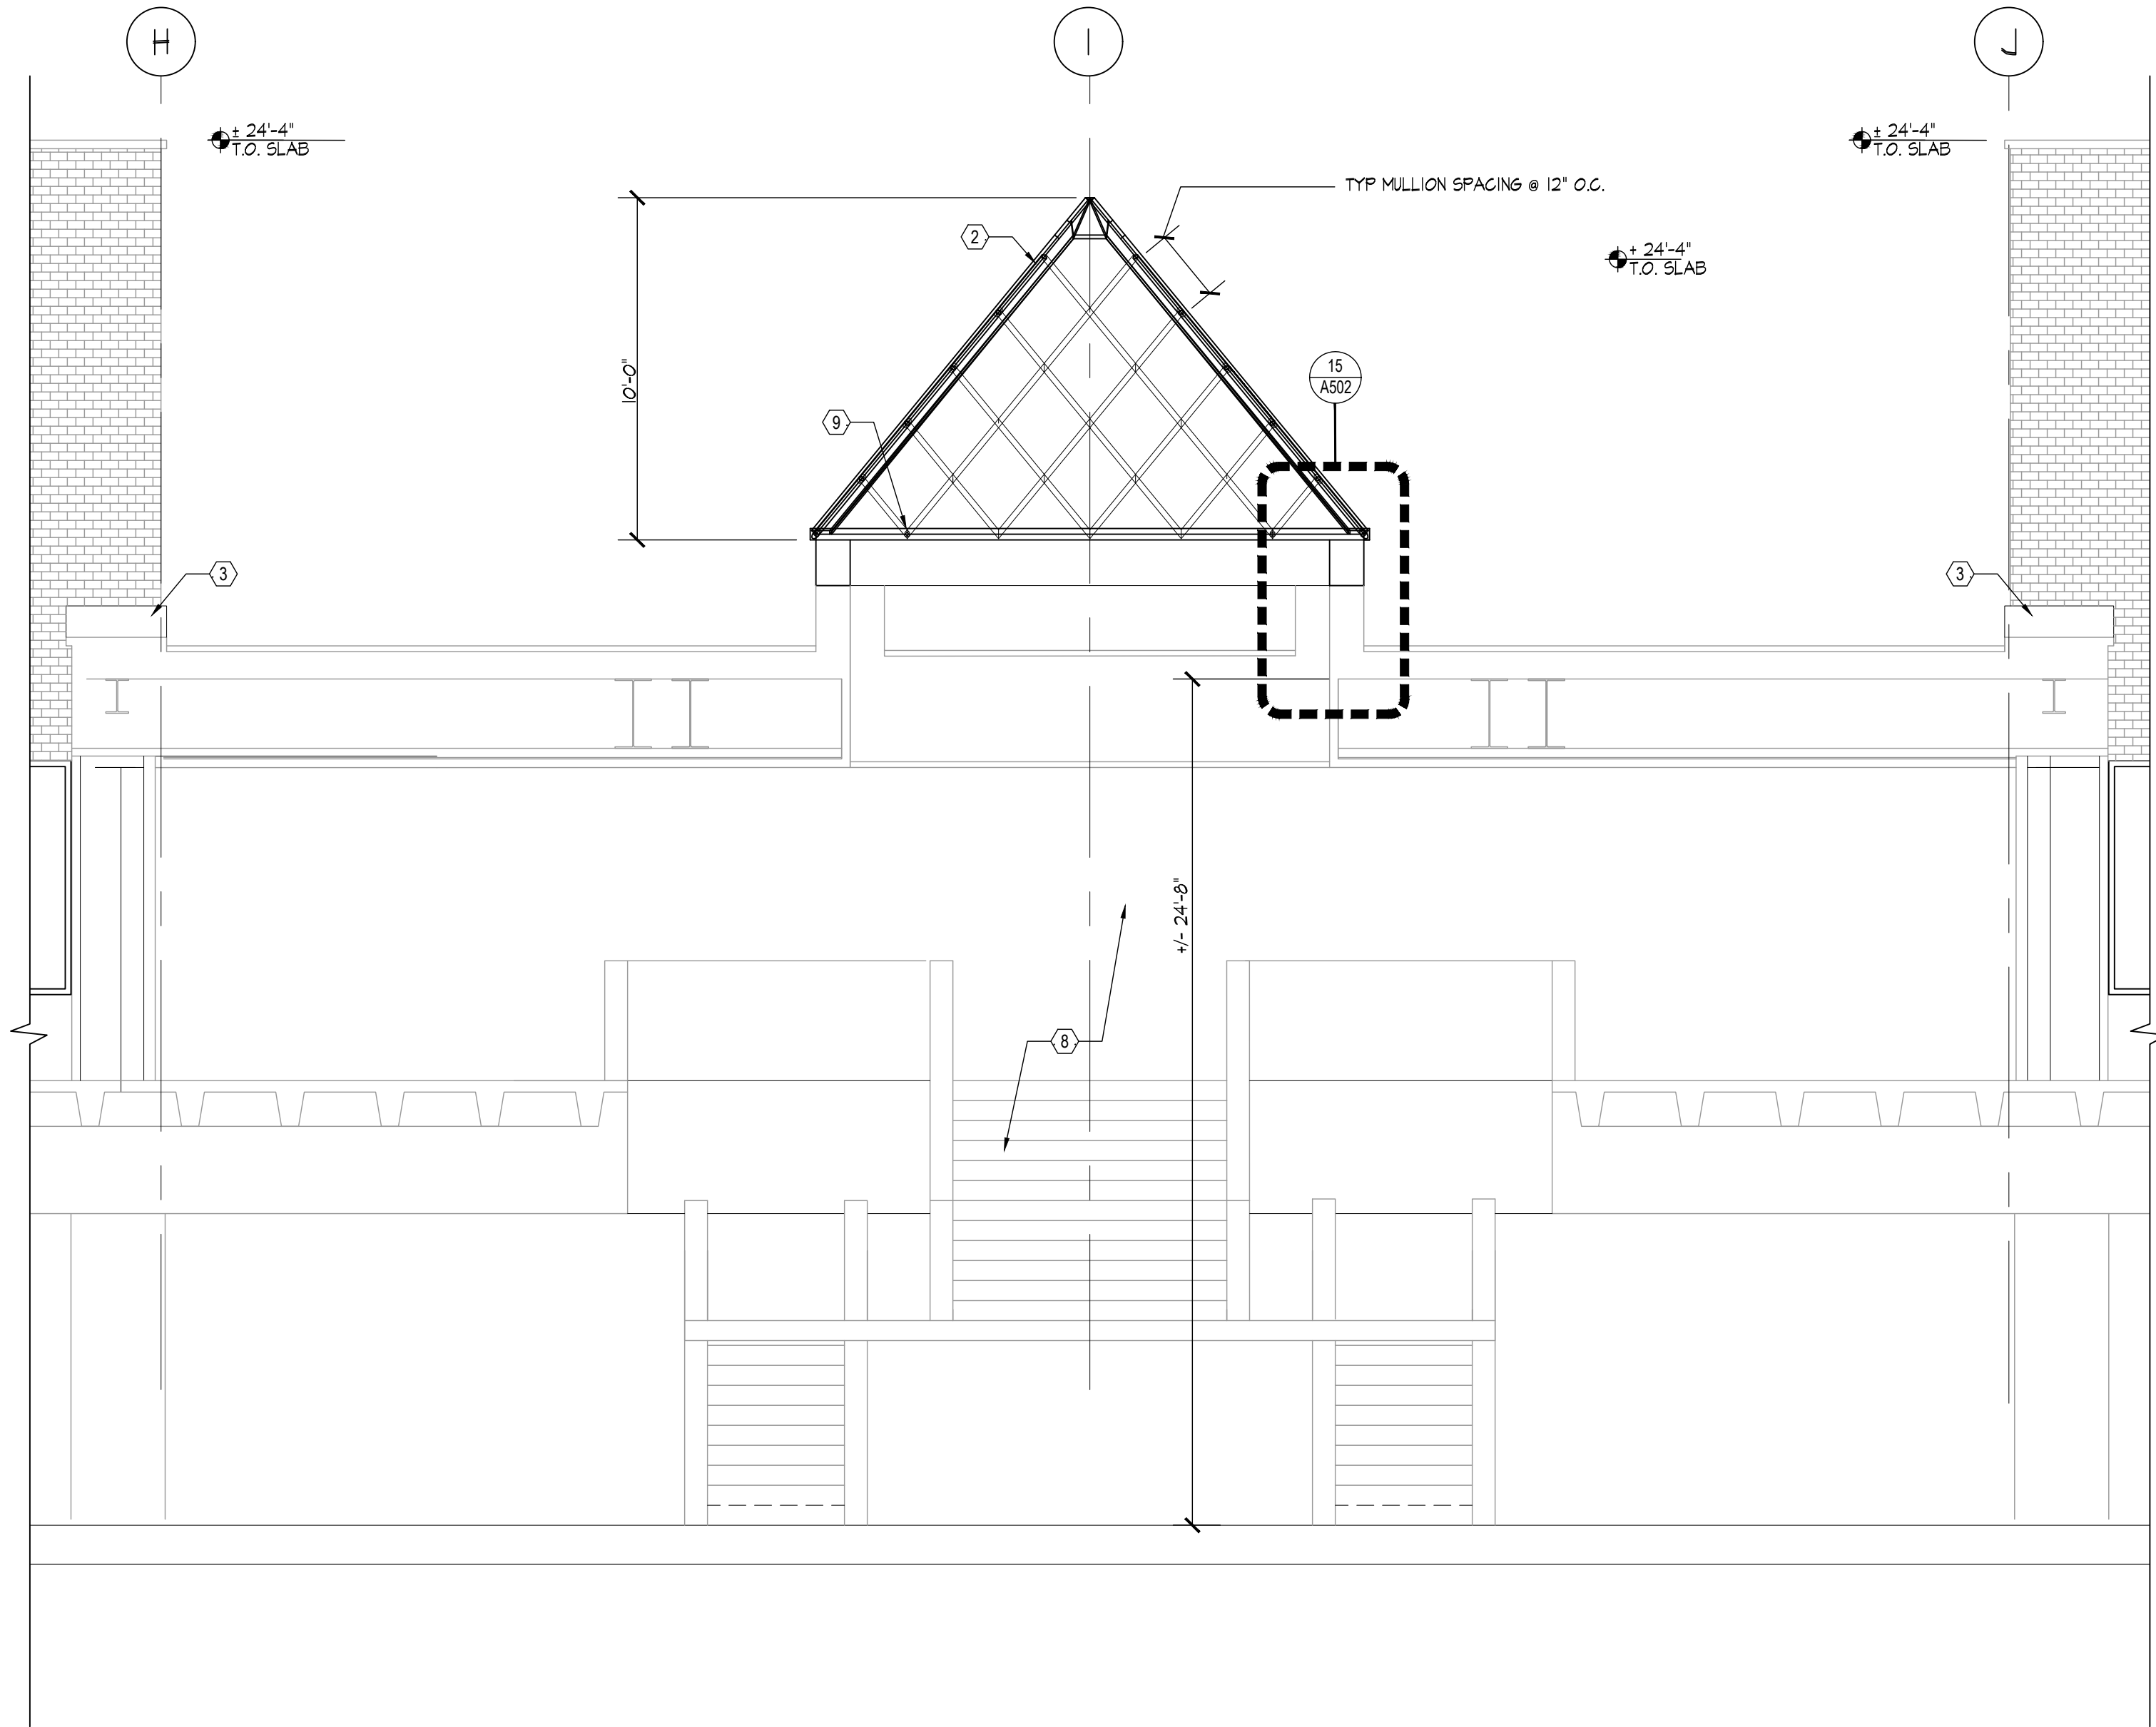 H
I
J
± 24'-4"
T.O. SLAB
± 24'-4"
T.O. SLAB
TYP MULLION SPACING @ 12" O.C.
2
+ 24'-4"
T.O. SLAB
10'-0"
15
A502
9
3
3
+/- 24'-8"
8